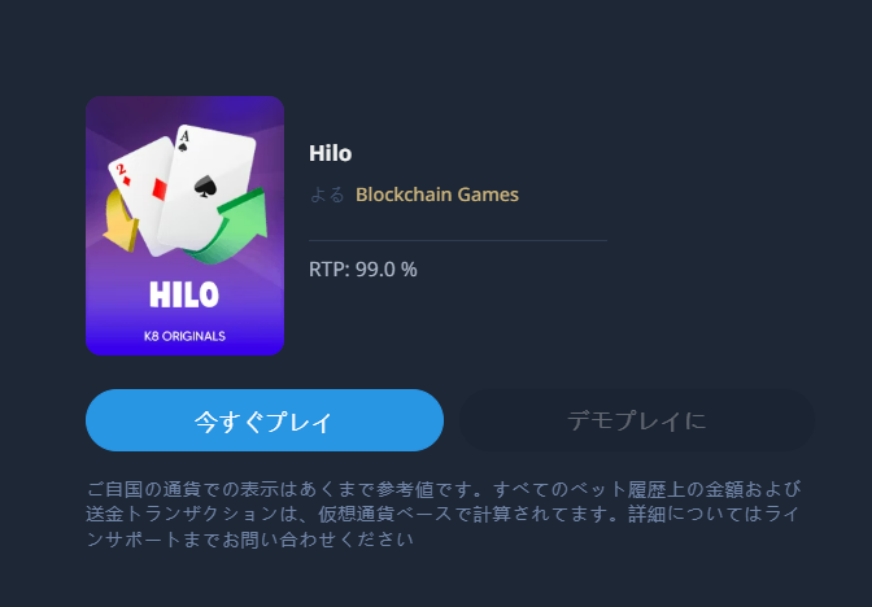 2
A
HILO
K8 ORIGINALS
Hilo
よる Blockchain Games
RTP: 99.0 %
今すぐプレイ
デモプレイに
ご自国の通貨での表示はあくまで参考値です。すべてのベット履歴上の金額および
送金トランザクションは、仮想通貨ベースで計算されてます。詳細についてはライ
ンサポートまでお問い合わせください